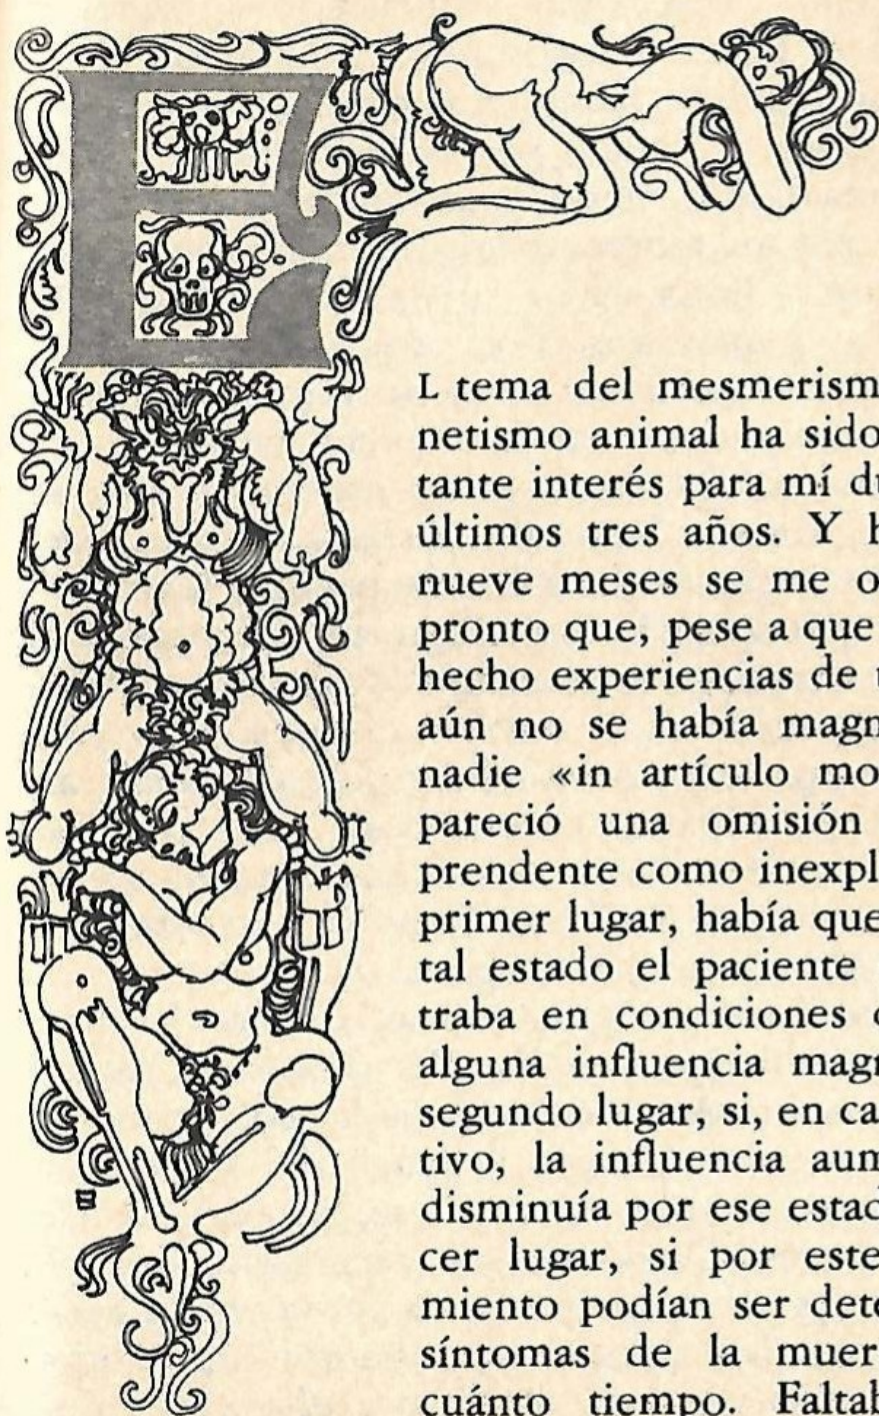 E
L tema del mesmerism
netismo animal ha sido
tante interés para mí du
últimos tres años. Y h
nueve meses se me o
pronto que, pese a que
hecho experiencias de t
aún no se había magn
nadie «in artículo mo
pareció una omisión
prendente como inexpl
primer lugar, había que
tal estado el paciente
traba en condiciones
alguna influencia magn
segundo lugar, si, en ca
tivo, la influencia aum
disminuía por ese estad
cer lugar, si por este
miento podían ser dete
síntomas de la muer
cuánto tiempo. Faltab